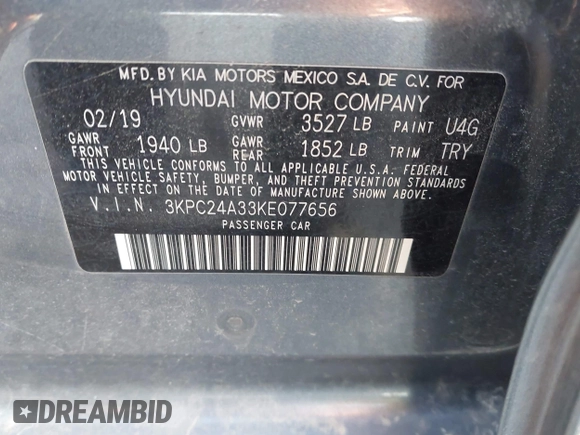 MFD. BY KIA MOTORS MEXICO S.A. DE C.V. FOR
HYUNDAI MOTOR COMPANY
02/19 GVWR 3527 LB PAINT U4G
GAWR FRONT 1940 LB GAWR REAR 1852 LB TRIM TRY
THIS VEHICLE CONFORMS TO ALL APPLICABLE U.S.A. FEDERAL
MOTOR VEHICLE SAFETY, BUMPER, AND THEFT PREVENTION STANDARDS
IN EFFECT ON THE DATE OF MANUFACTURE SHOWN ABOVE.
V.I.N. 3KPC24A33KE077656
PASSENGER CAR
DREAMBID